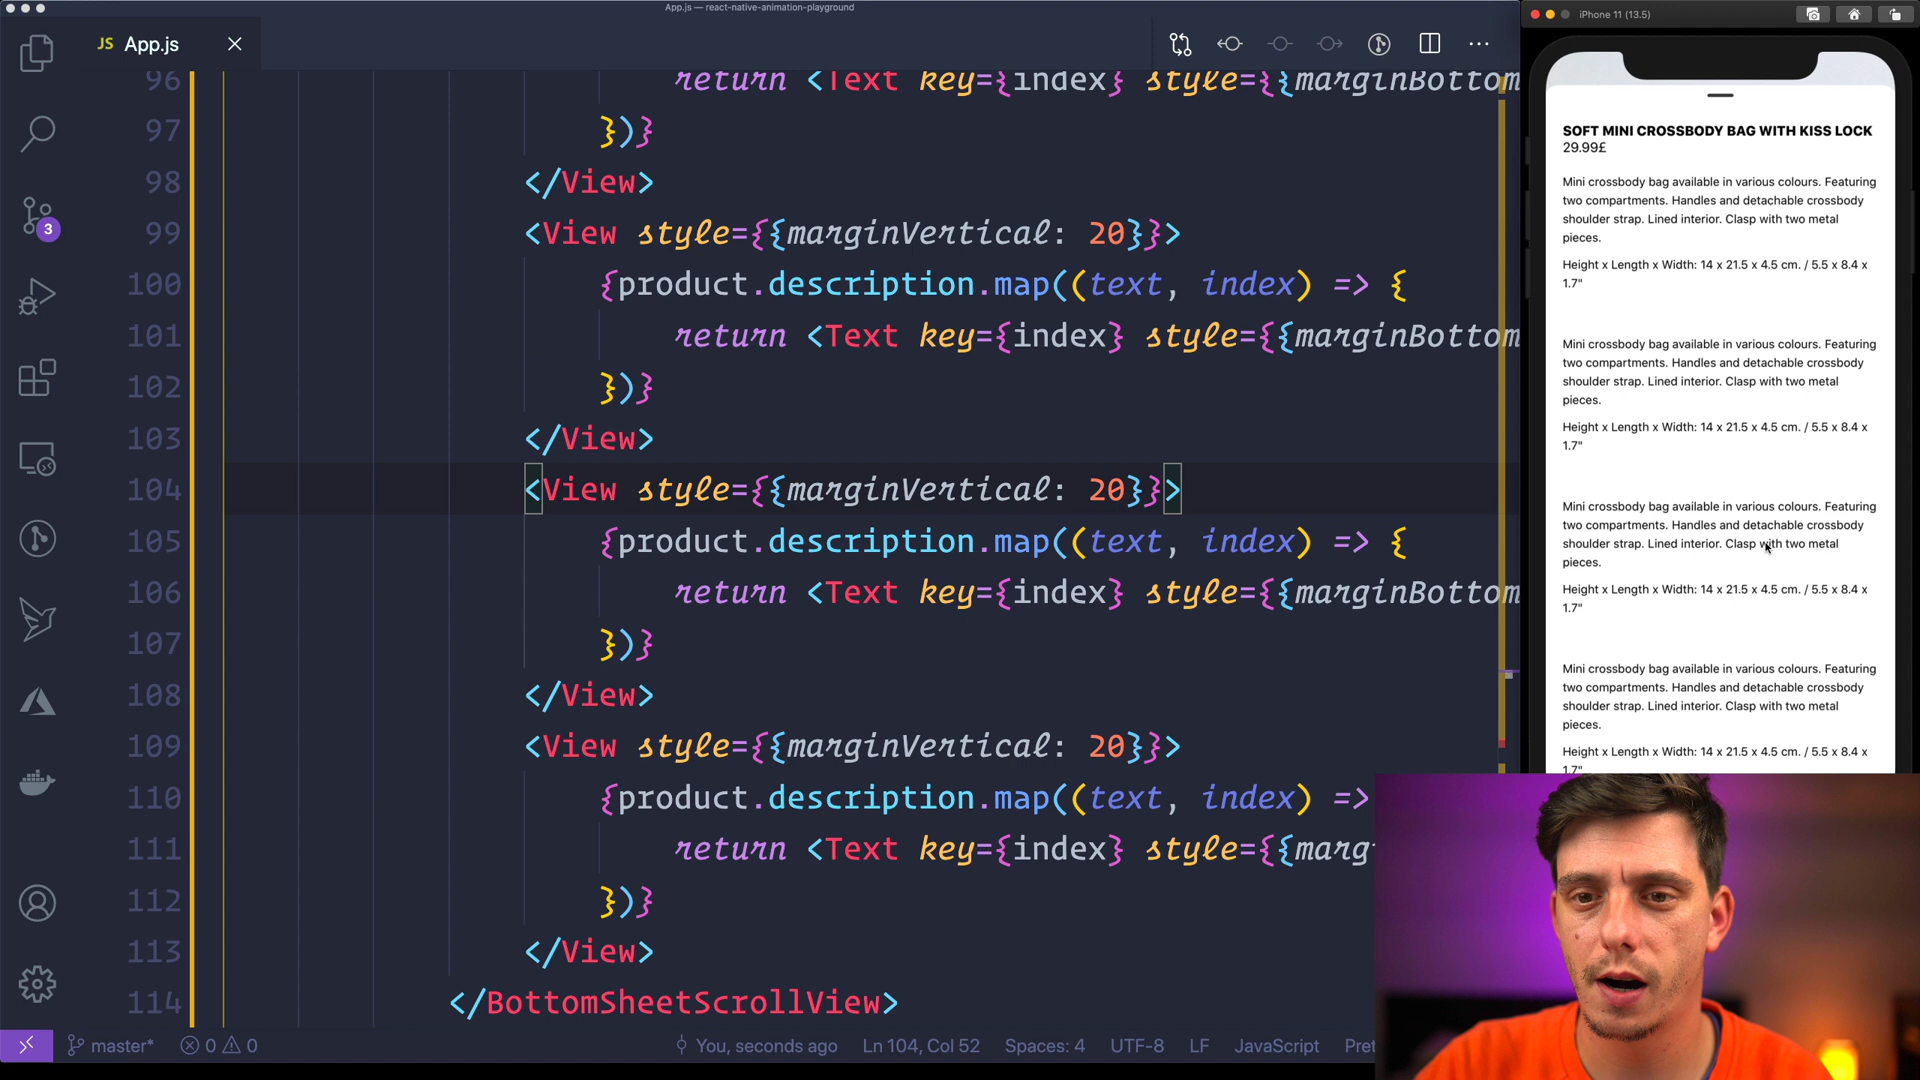 App.js — react-native-animation-playground
JS App.js
96 return <Text key={index} style={{marginBottom
97 })}
98 </View>
99 <View style={{marginVertical: 20}}>
100 {product.description.map((text, index) => {
101 return <Text key={index} style={{marginBottom
102 })}
103 </View>
104 <View style={{marginVertical: 20}}>
105 {product.description.map((text, index) => {
106 return <Text key={index} style={{marginBottom
107 })}
108 </View>
109 <View style={{marginVertical: 20}}>
110 {product.description.map((text, index) =>
111 return <Text key={index} style={{marg
112 })}
113 </View>
114 </BottomSheetScrollView>
3
master* 0 0 You, seconds ago Ln 104, Col 52 Spaces: 4 UTF-8 LF JavaScript Pret
iPhone 11 (13.5)
SOFT MINI CROSSBODY BAG WITH KISS LOCK
29.99£
Mini crossbody bag available in various colours. Featuring
two compartments. Handles and detachable crossbody
shoulder strap. Lined interior. Clasp with two metal
pieces.
Height x Length x Width: 14 x 21.5 x 4.5 cm. / 5.5 x 8.4 x
1.7"
Mini crossbody bag available in various colours. Featuring
two compartments. Handles and detachable crossbody
shoulder strap. Lined interior. Clasp with two metal
pieces.
Height x Length x Width: 14 x 21.5 x 4.5 cm. / 5.5 x 8.4 x
1.7"
Mini crossbody bag available in various colours. Featuring
two compartments. Handles and detachable crossbody
shoulder strap. Lined interior. Clasp with two metal
pieces.
Height x Length x Width: 14 x 21.5 x 4.5 cm. / 5.5 x 8.4 x
1.7"
Mini crossbody bag available in various colours. Featuring
two compartments. Handles and detachable crossbody
shoulder strap. Lined interior. Clasp with two metal
pieces.
Height x Length x Width: 14 x 21.5 x 4.5 cm. / 5.5 x 8.4 x
1.7"